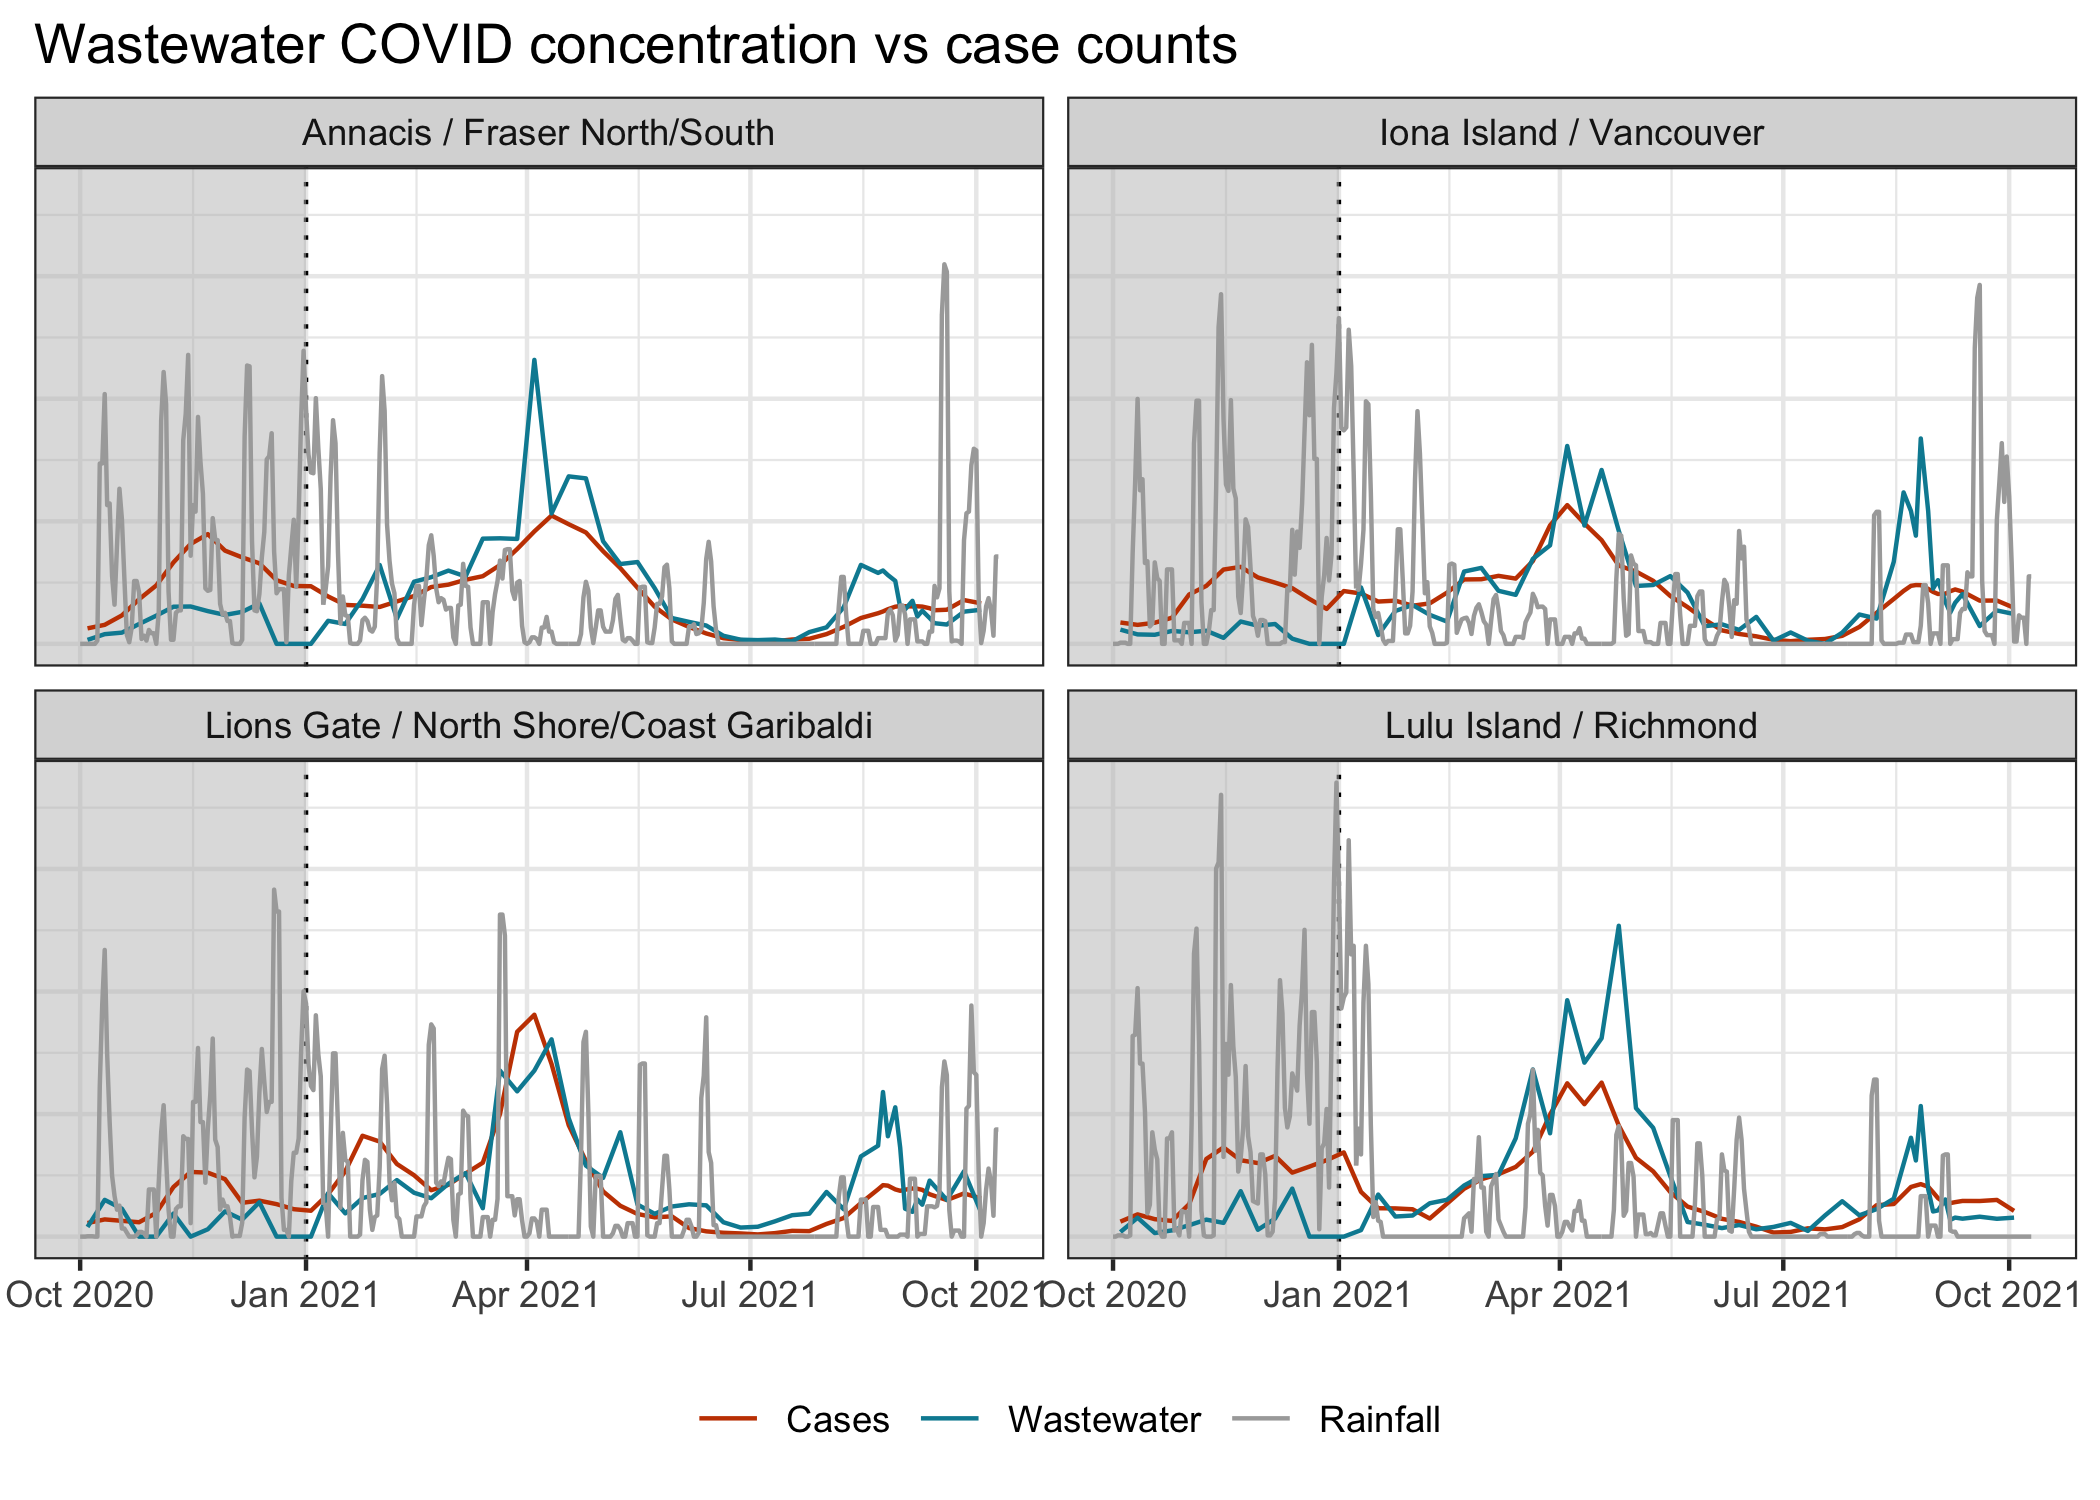 Wastewater COVID concentration vs case counts
Annacis / Fraser North/South
Iona Island / Vancouver
Lions Gate / North Shore/Coast Garibaldi
Lulu Island / Richmond
Oct 2020 Jan 2021 Apr 2021 Jul 2021 Oct 2021 Oct 2020 Jan 2021 Apr 2021 Jul 2021 Oct 2021
Cases Wastewater Rainfall